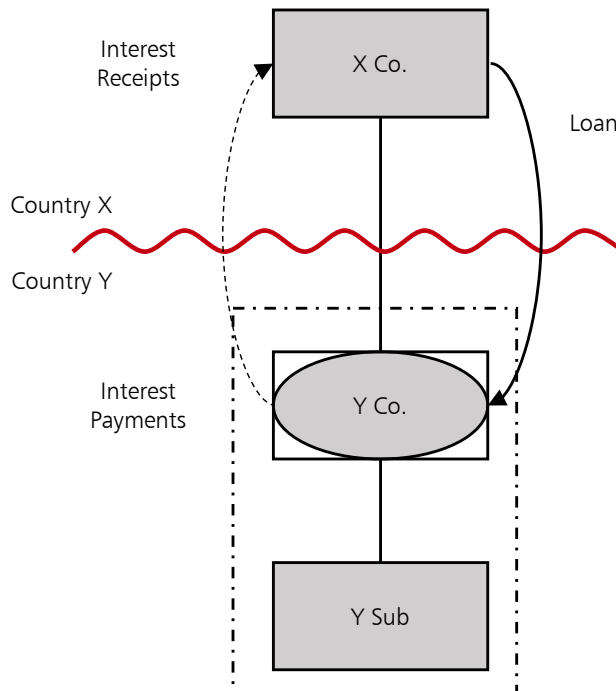 Interest
Receipts
X Co.
Loan
Country X
Country Y
Interest
Payments
Y Co.
Y Sub